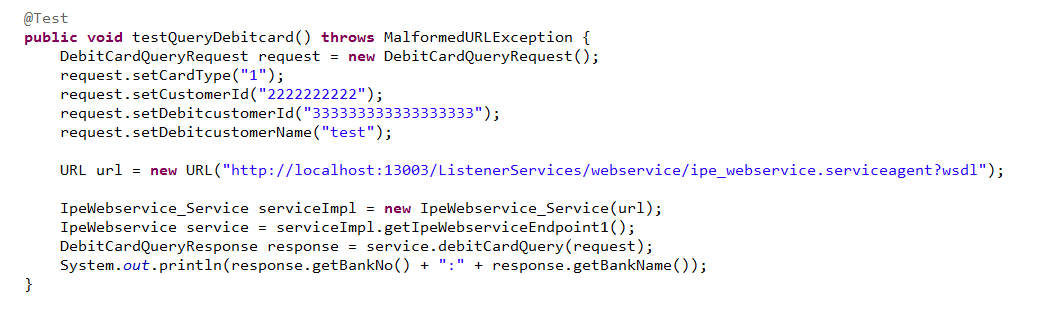 @Test
public void testQueryDebitcard() throws MalformedURLException {
    DebitCardQueryRequest request = new DebitCardQueryRequest();
    request.setCardType("1");
    request.setCustomerId("2222222222");
    request.setDebitcustomerId("333333333333333333");
    request.setDebitcustomerName("test");

    URL url = new URL("http://localhost:13003/ListenerServices/webservice/ipe_webservice.serviceagent?wsdl");

    IpeWebservice_Service serviceImpl = new IpeWebservice_Service(url);
    IpeWebservice service = serviceImpl.getIpeWebserviceEndpoint1();
    DebitCardQueryResponse response = service.debitCardQuery(request);
    System.out.println(response.getBankNo() + ":" + response.getBankName());
}